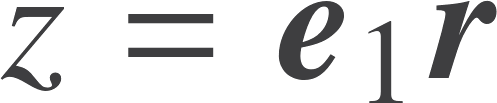 z = e₁r